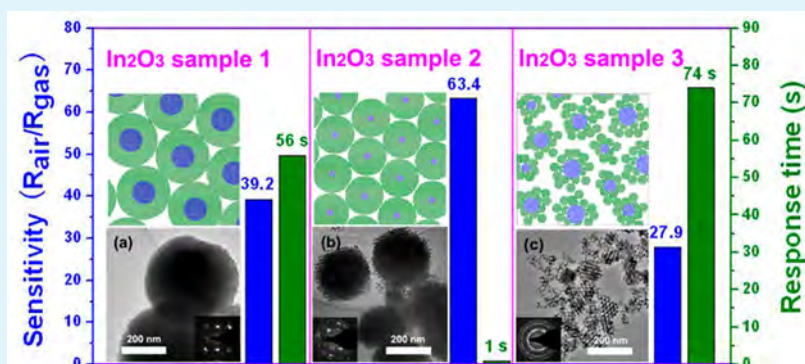 Sensitivity (Rair/Rgas)
80
70
60
50
40
30
20
10
0
In2O3 sample 1
39.2
56 s
(a)
200 nm
In2O3 sample 2
63.4
1 s
(b)
200 nm
In2O3 sample 3
27.9
74 s
(c)
200 nm
90
80
70
60
50
40
30
20
10
0
Response time (s)